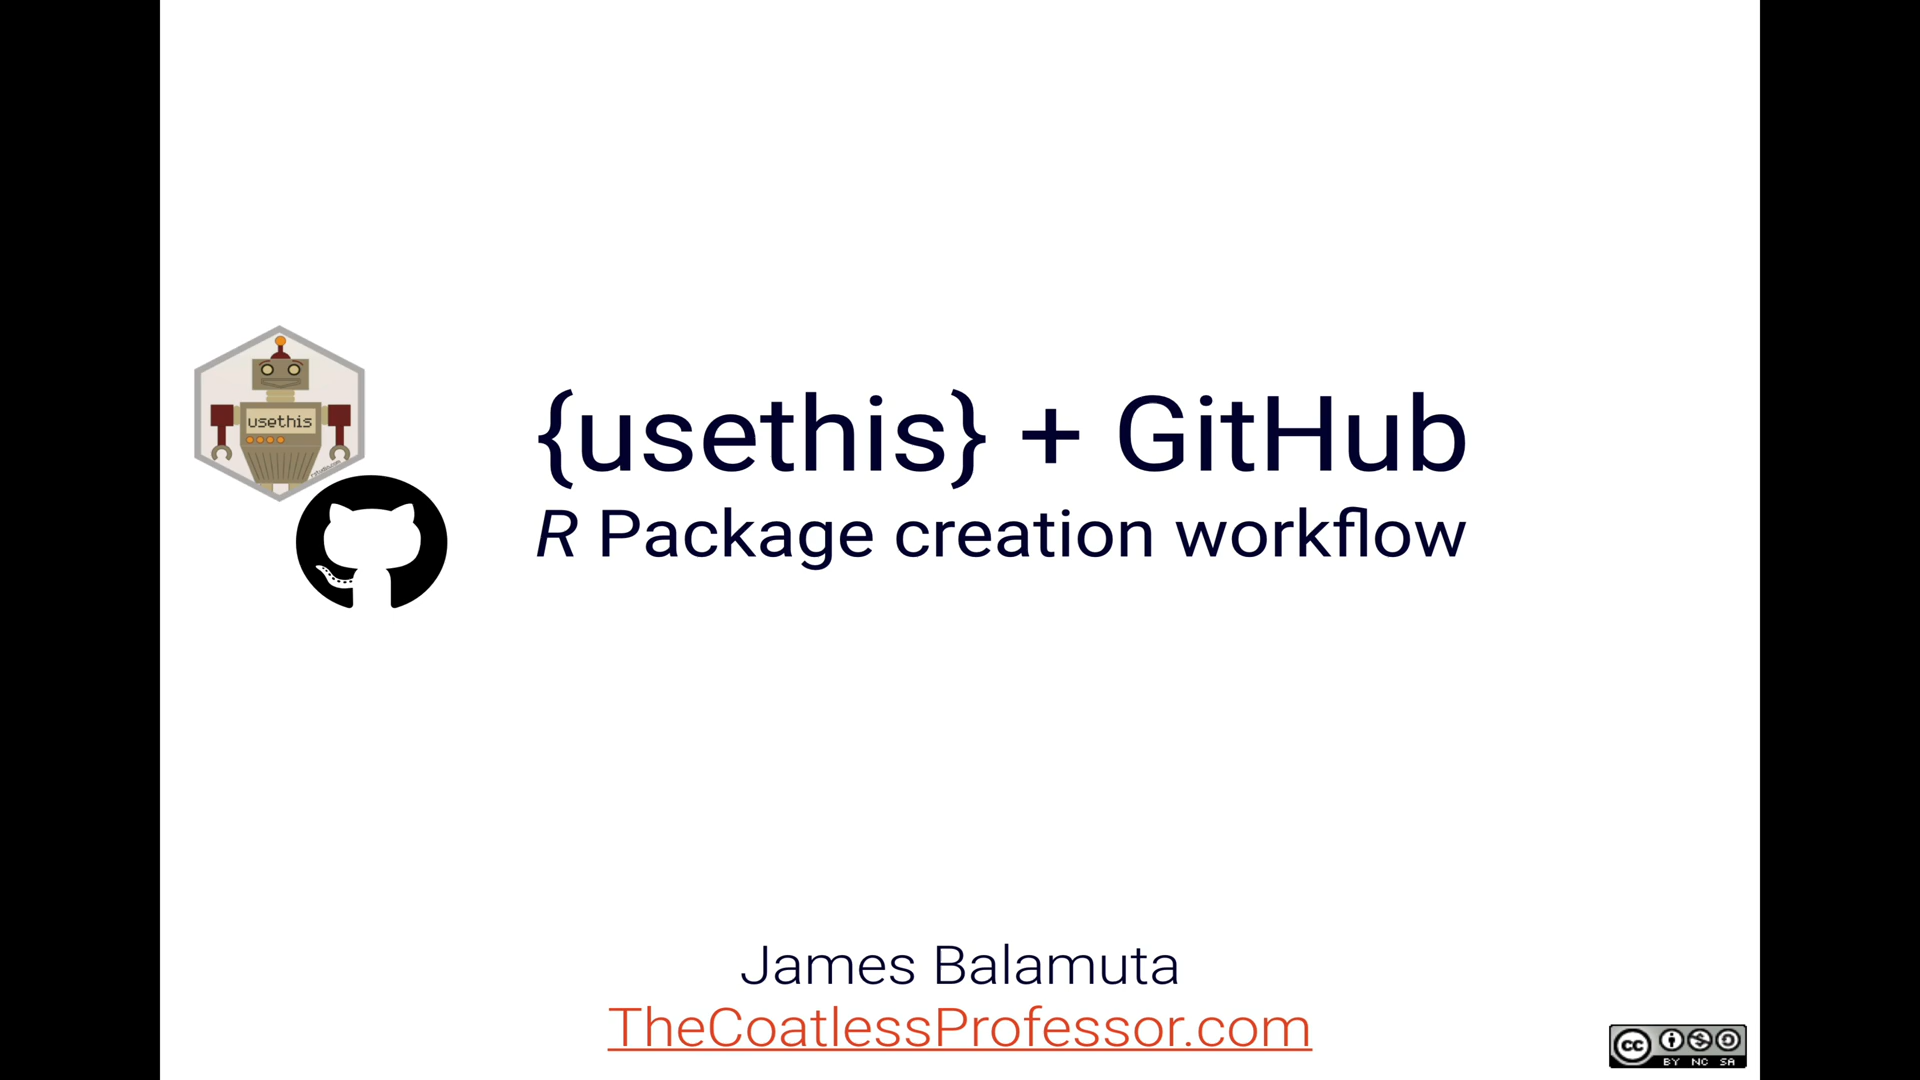 usethis
{usethis} + GitHub
R Package creation workflow
James Balamuta
TheCoatlessProfessor.com
cc
BY NC SA